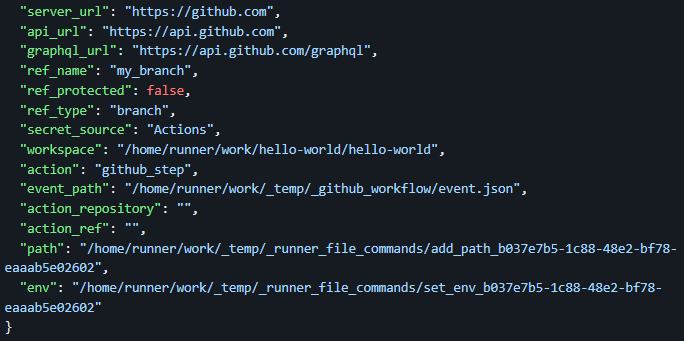 "server_url": "https://github.com",
"api_url": "https://api.github.com",
"graphql_url": "https://api.github.com/graphql",
"ref_name": "my_branch",
"ref_protected": false,
"ref_type": "branch",
"secret_source": "Actions",
"workspace": "/home/runner/work/hello-world/hello-world",
"action": "github_step",
"event_path": "/home/runner/work/_temp/_github_workflow/event.json",
"action_repository": "",
"action_ref": "",
"path": "/home/runner/work/_temp/_runner_file_commands/add_path_b037e7b5-1c88-48e2-bf78-
eaaab5e02602",
"env": "/home/runner/work/_temp/_runner_file_commands/set_env_b037e7b5-1c88-48e2-bf78-
eaaab5e02602"
}